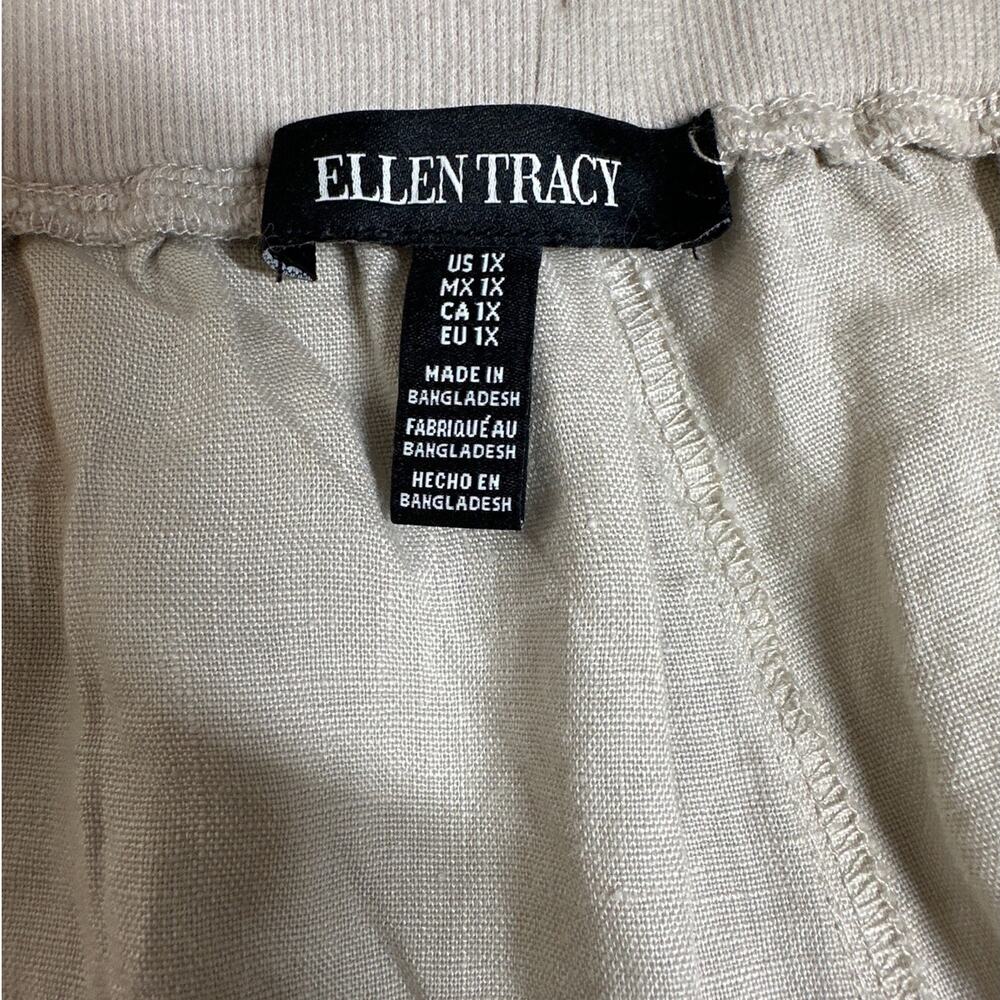 ELLEN TRACY
US 1X
MX 1X
CA 1X
EU 1X
MADE IN
BANGLADESH
FABRIQUÉ AU
BANGLADESH
HECHO EN
BANGLADESH